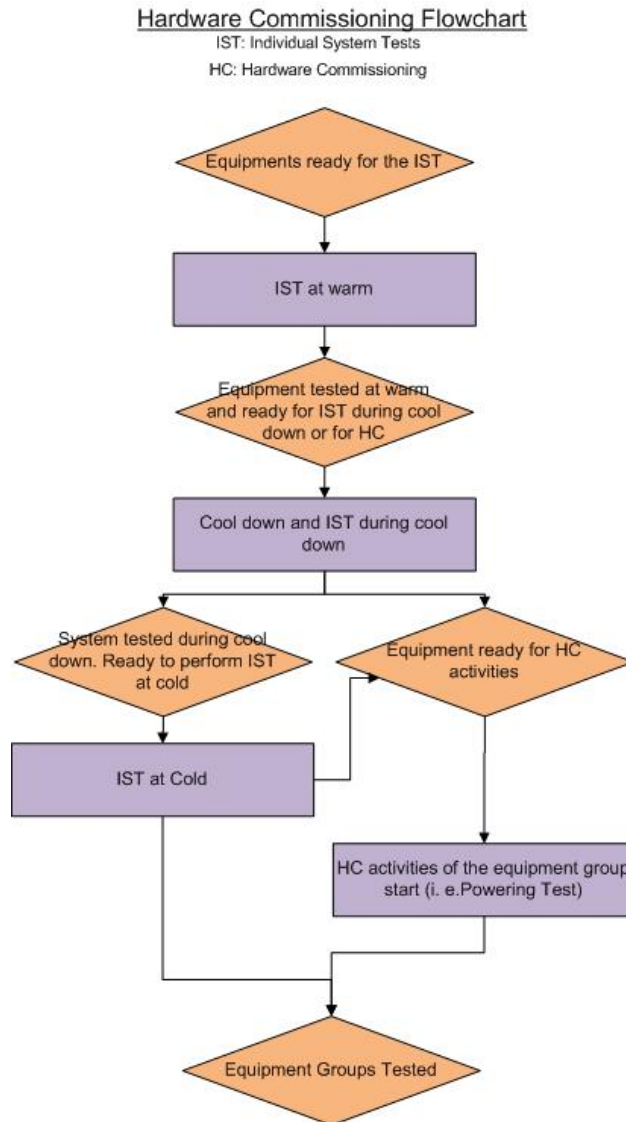 Hardware Commissioning Flowchart
IST: Individual System Tests
HC: Hardware Commissioning
Equipments ready for the IST
IST at warm
Equipment tested at warm
and ready for IST during cool
down or for HC
Cool down and IST during cool
down
System tested during cool
down. Ready to perform IST
at cold
Equipment ready for HC
activities
IST at Cold
HC activities of the equipment group
start (i. e.Powering Test)
Equipment Groups Tested